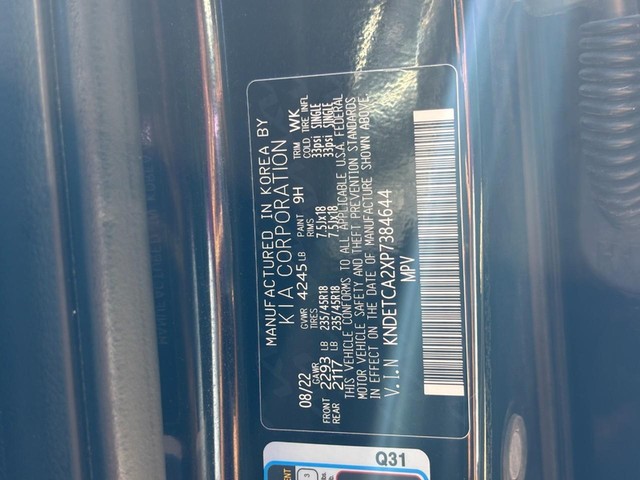 MANUFACTURED IN KOREA BY
KIA CORPORATION
08/22 GVWR 4245 LB PAINT 9H TRIM WK
GAWR TIRES RIMS COLD TIRE INFL
FRONT 2293 LB 235/45R18 7.5Jx18 33psi SINGLE
REAR 2117 LB 235/45R18 7.5Jx18 33psi SINGLE
THIS VEHICLE CONFORMS TO ALL APPLICABLE U.S.A. FEDERAL
MOTOR VEHICLE SAFETY AND THEFT PREVENTION STANDARDS
IN EFFECT ON THE DATE OF MANUFACTURE SHOWN ABOVE.
V.I.N KNDETCA2XP7384644
MPV
Q31